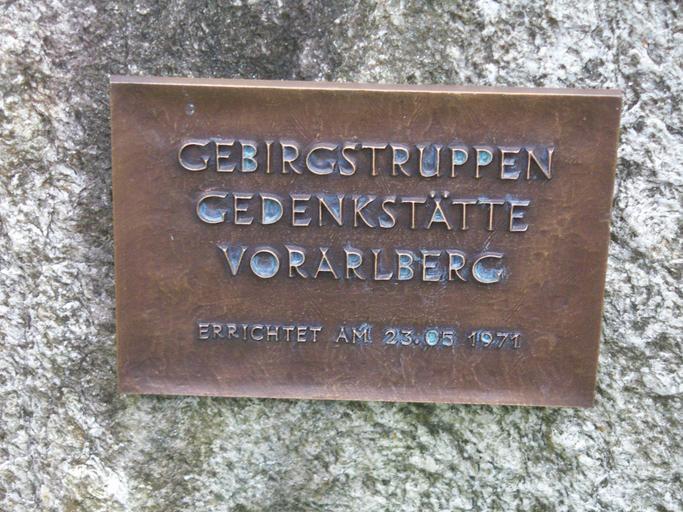 GEBIRGSTRUPPEN
GEDENKSTÄTTE
VORARLBERG
ERRICHTET AM 23.05 1971